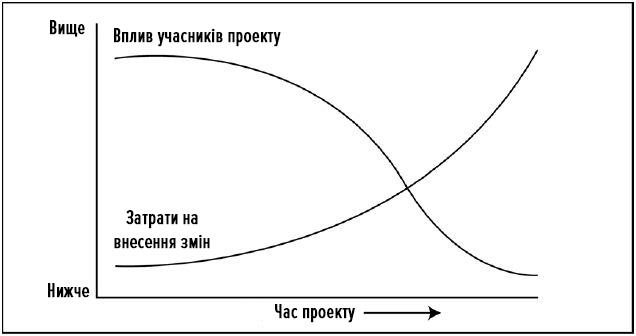 Вище
Вплив учасників проекту
Затрати на
внесення змін
Нижче
Час проекту